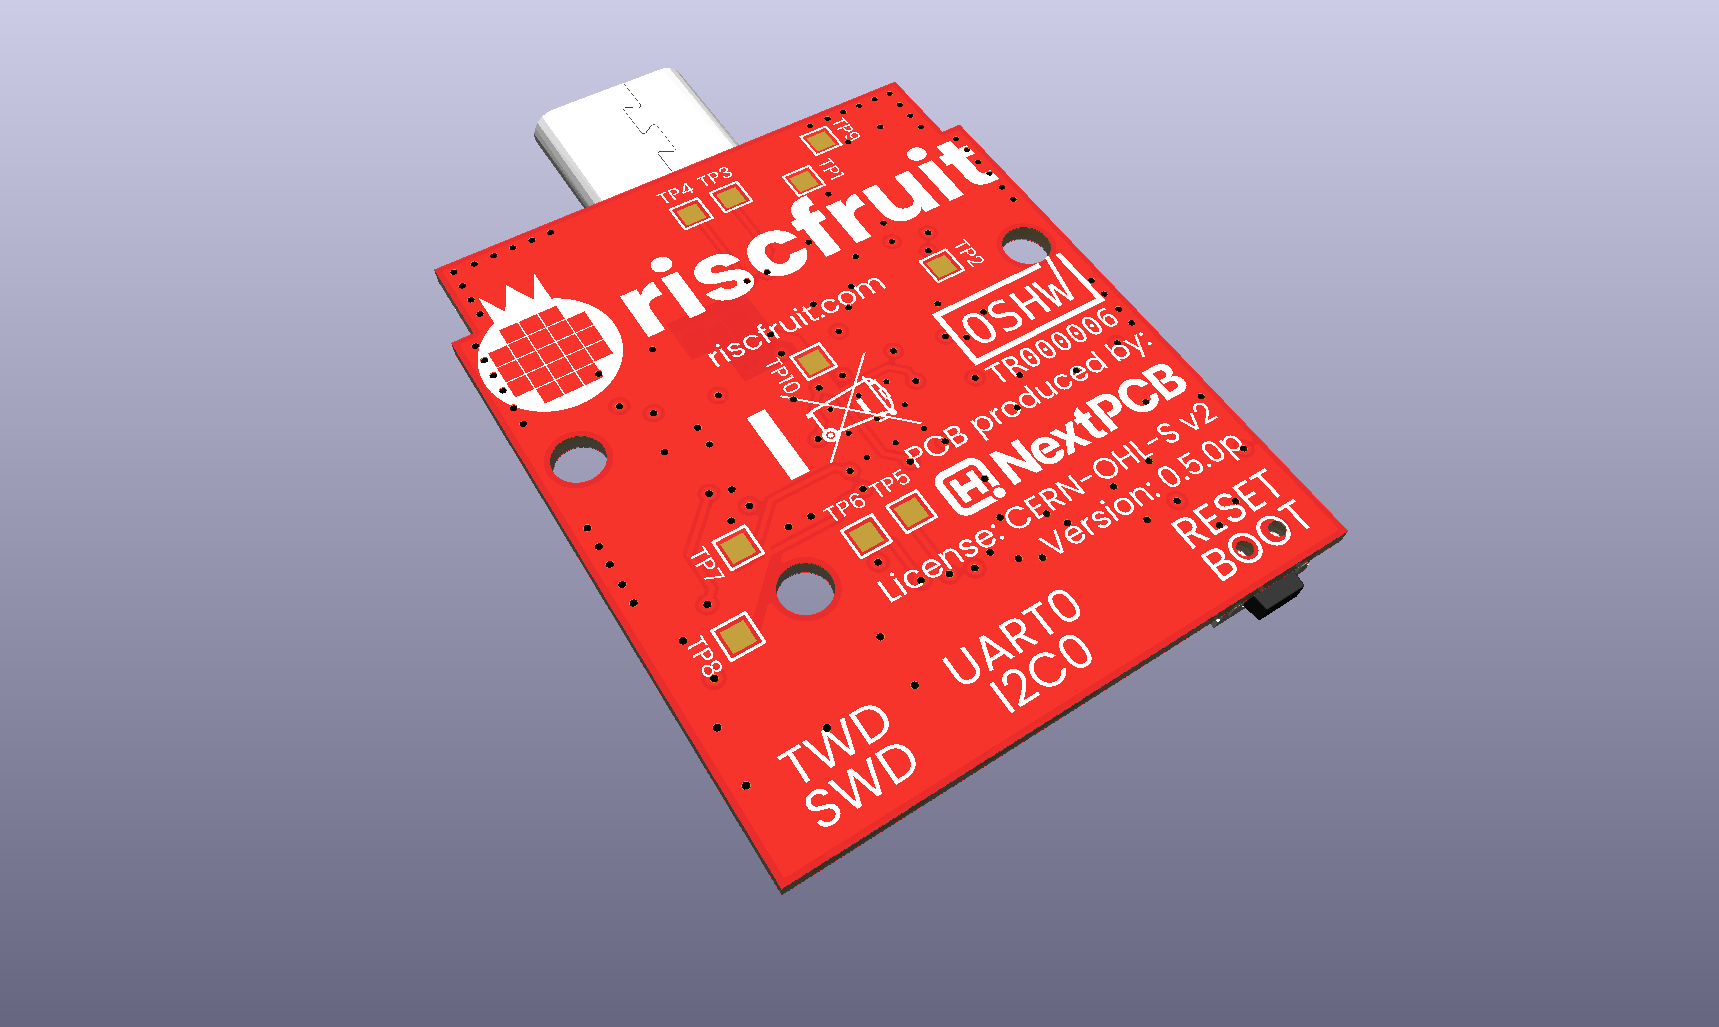 TP9
TP1
TP4 TP3
riscfruit
TP2
riscfruit.com
OSHW
TR000006
TP10
PCB produced by:
H! NextPCB
License: CERN-OHL-S v2
Version: 0.5.0p
TP6 TP5
TP7
TP8
RESET
BOOT
UART0
I2C0
TWD
SWD